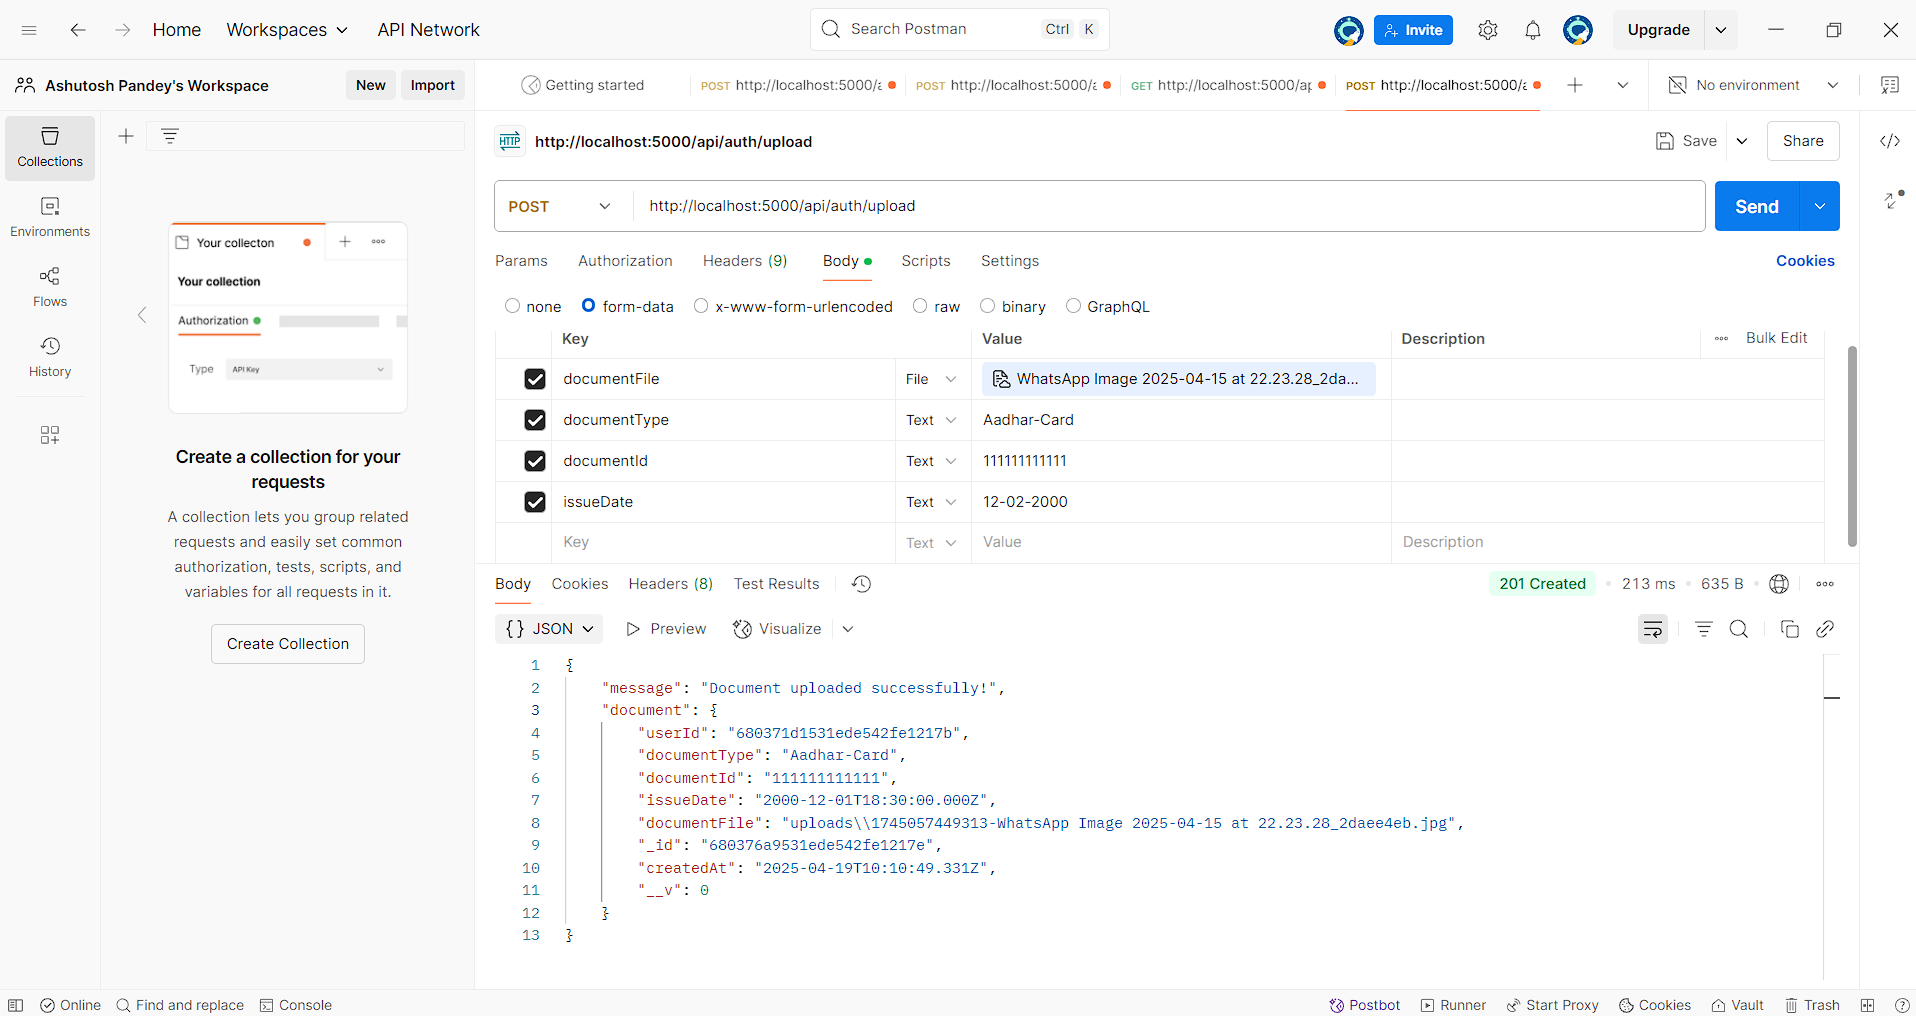 Home Workspaces API Network Search Postman Ctrl K Invite Upgrade
Ashutosh Pandey's Workspace New Import Getting started POST http://localhost:5000/a POST http://localhost:5000/a GET http://localhost:5000/ap POST http://localhost:5000/a No environment
Collections
Environments
Flows
History
Your collecton
Your collection
Authorization
Type API Key
Create a collection for your
requests
A collection lets you group related
requests and easily set common
authorization, tests, scripts, and
variables for all requests in it.
Create Collection
HTTP http://localhost:5000/api/auth/upload Save Share
POST http://localhost:5000/api/auth/upload Send
Params Authorization Headers (9) Body Scripts Settings Cookies
none form-data x-www-form-urlencoded raw binary GraphQL
Key Value Description Bulk Edit
documentFile File WhatsApp Image 2025-04-15 at 22.23.28_2da...
documentType Text Aadhar-Card
documentId Text 111111111111
issueDate Text 12-02-2000
Key Text Value Description
Body Cookies Headers (8) Test Results 201 Created 213 ms 635 B
{} JSON Preview Visualize
1 {
2 "message": "Document uploaded successfully!",
3 "document": {
4 "userId": "680371d1531ede542fe1217b",
5 "documentType": "Aadhar-Card",
6 "documentId": "111111111111",
7 "issueDate": "2000-12-01T18:30:00.000Z",
8 "documentFile": "uploads\\1745057449313-WhatsApp Image 2025-04-15 at 22.23.28_2daee4eb.jpg",
9 "_id": "680376a9531ede542fe1217e",
10 "createdAt": "2025-04-19T10:10:49.331Z",
11 "__v": 0
12 }
13 }
Online Find and replace Console Postbot Runner Start Proxy Cookies Vault Trash